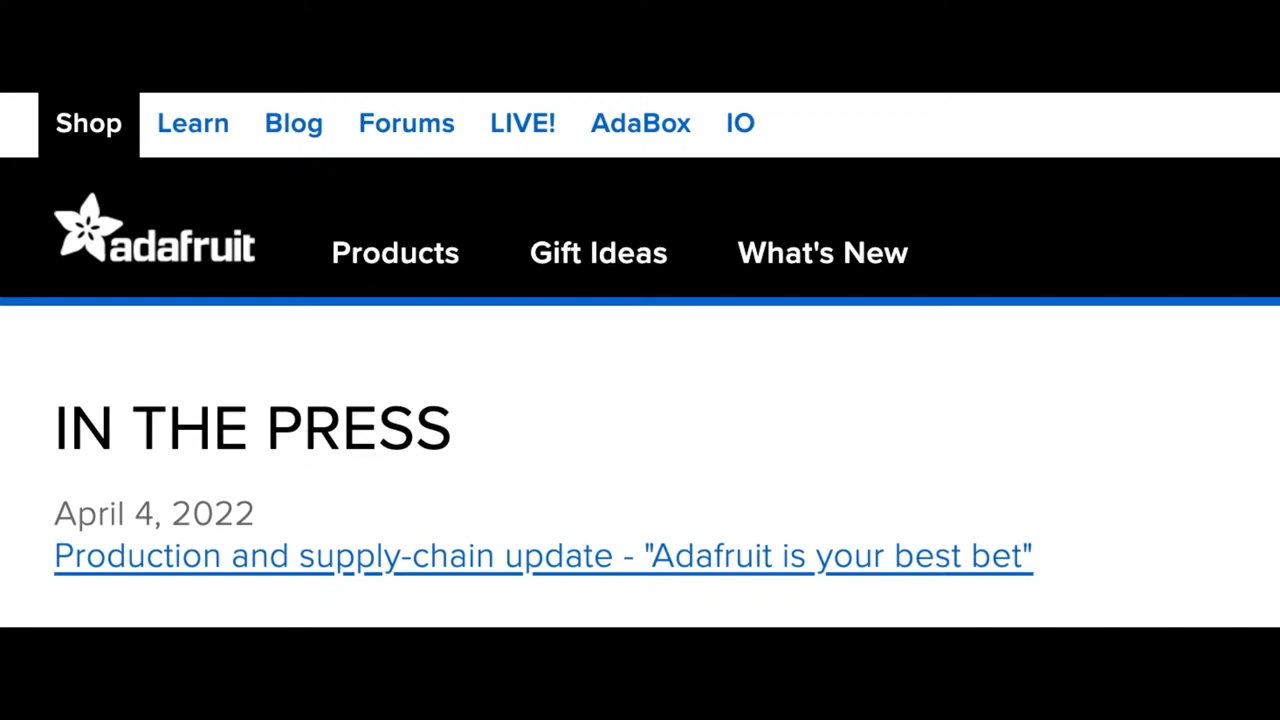 Shop Learn Blog Forums LIVE! AdaBox IO
adafruit Products Gift Ideas What's New
IN THE PRESS
April 4, 2022
Production and supply-chain update - "Adafruit is your best bet"